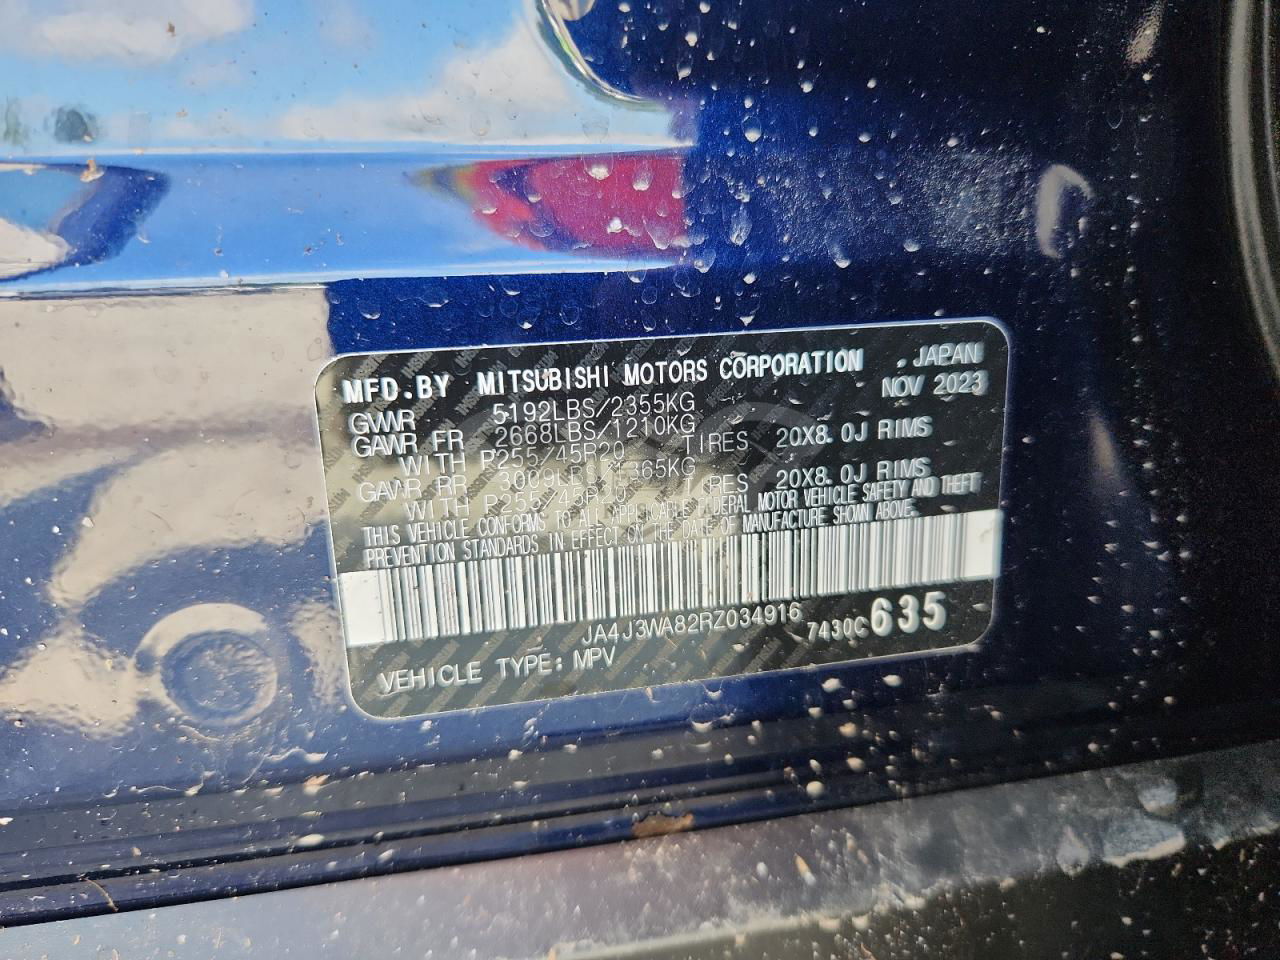 MFD.BY MITSUBISHI MOTORS CORPORATION , JAPAN
GVWR 5192LBS/2355KG NOV 2023
GAWR FR 2668LBS/1210KG
WITH P255/45R20 TIRES 20X8.0J RIMS
GAWR RR 3009LBS/1365KG
WITH P255/45R20 TIRES 20X8.0J RIMS
THIS VEHICLE CONFORMS TO ALL APPLICABLE FEDERAL MOTOR VEHICLE SAFETY AND THEFT
PREVENTION STANDARDS IN EFFECT ON THE DATE OF MANUFACTURE SHOWN ABOVE.
JA4J3WA82RZ034916
7430C 635
VEHICLE TYPE: MPV